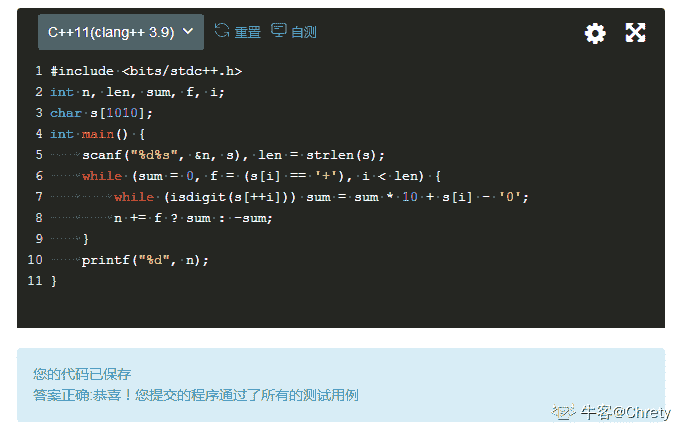 C++11(clang++ 3.9) 重置 自测
1 #include <bits/stdc++.h>
2 int n, len, sum, f, i;
3 char s[1010];
4 int main() {
5 scanf("%d%s", &n, s), len = strlen(s);
6 while (sum = 0, f = (s[i] == '+'), i < len) {
7 while (isdigit(s[++i])) sum = sum * 10 + s[i] - '0';
8 n += f ? sum : -sum;
9 }
10 printf("%d", n);
11 }
您的代码已保存
答案正确:恭喜！您提交的程序通过了所有的测试用例
牛客@Chrety